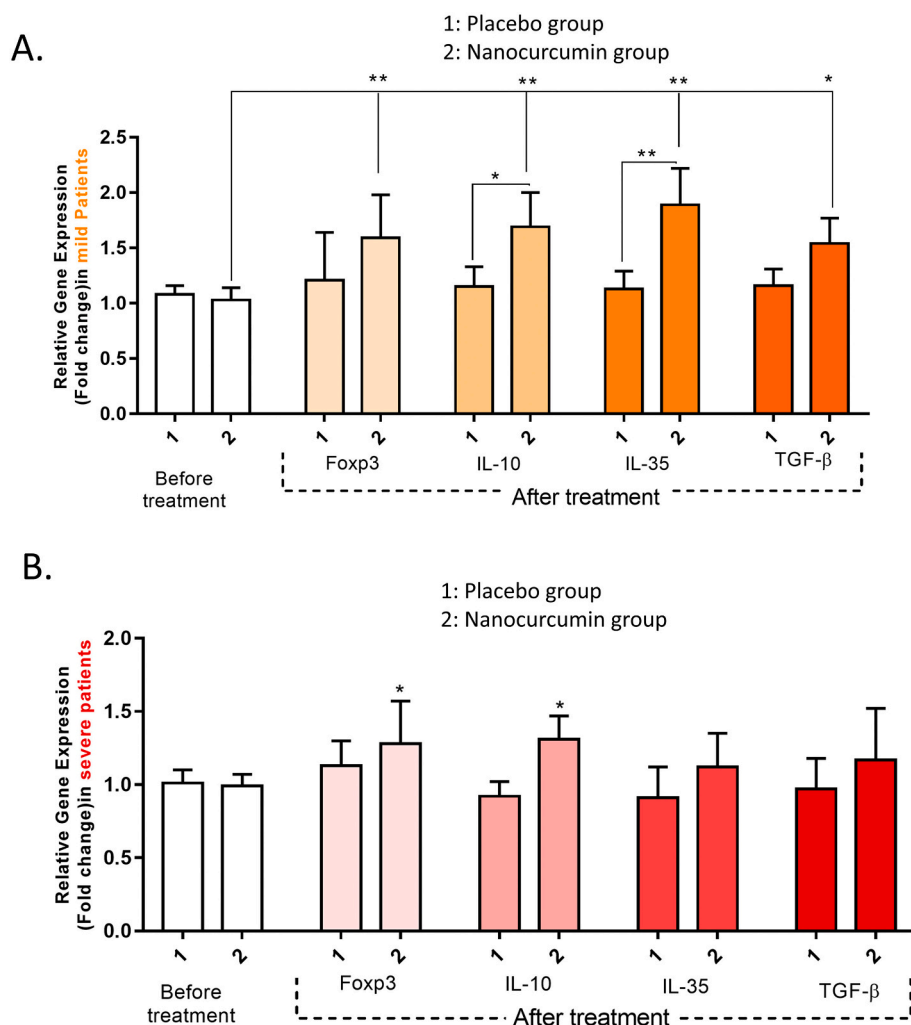 A.
1: Placebo group
2: Nanocurcumin group
** ** ** *
* **
Relative Gene Expression
(Fold change)in mild Patients
2.5
2.0
1.5
1.0
0.5
0.0
1 2 1 2 1 2 1 2 1 2
Foxp3 IL-10 IL-35 TGF-β
Before
treatment
After treatment
B.
1: Placebo group
2: Nanocurcumin group
Relative Gene Expression
(Fold change)in severe patients
2.0
1.5
1.0
0.5
0.0
* *
1 2 1 2 1 2 1 2 1 2
Foxp3 IL-10 IL-35 TGF-β
Before
treatment
After treatment